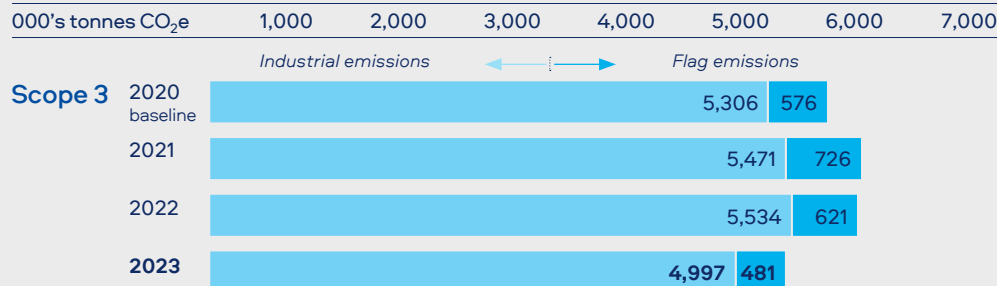 000's tonnes CO₂e 1,000 2,000 3,000 4,000 5,000 6,000 7,000
Industrial emissions Flag emissions
Scope 3 2020 5,306 576
baseline
2021 5,471 726
2022 5,534 621
2023 4,997 481